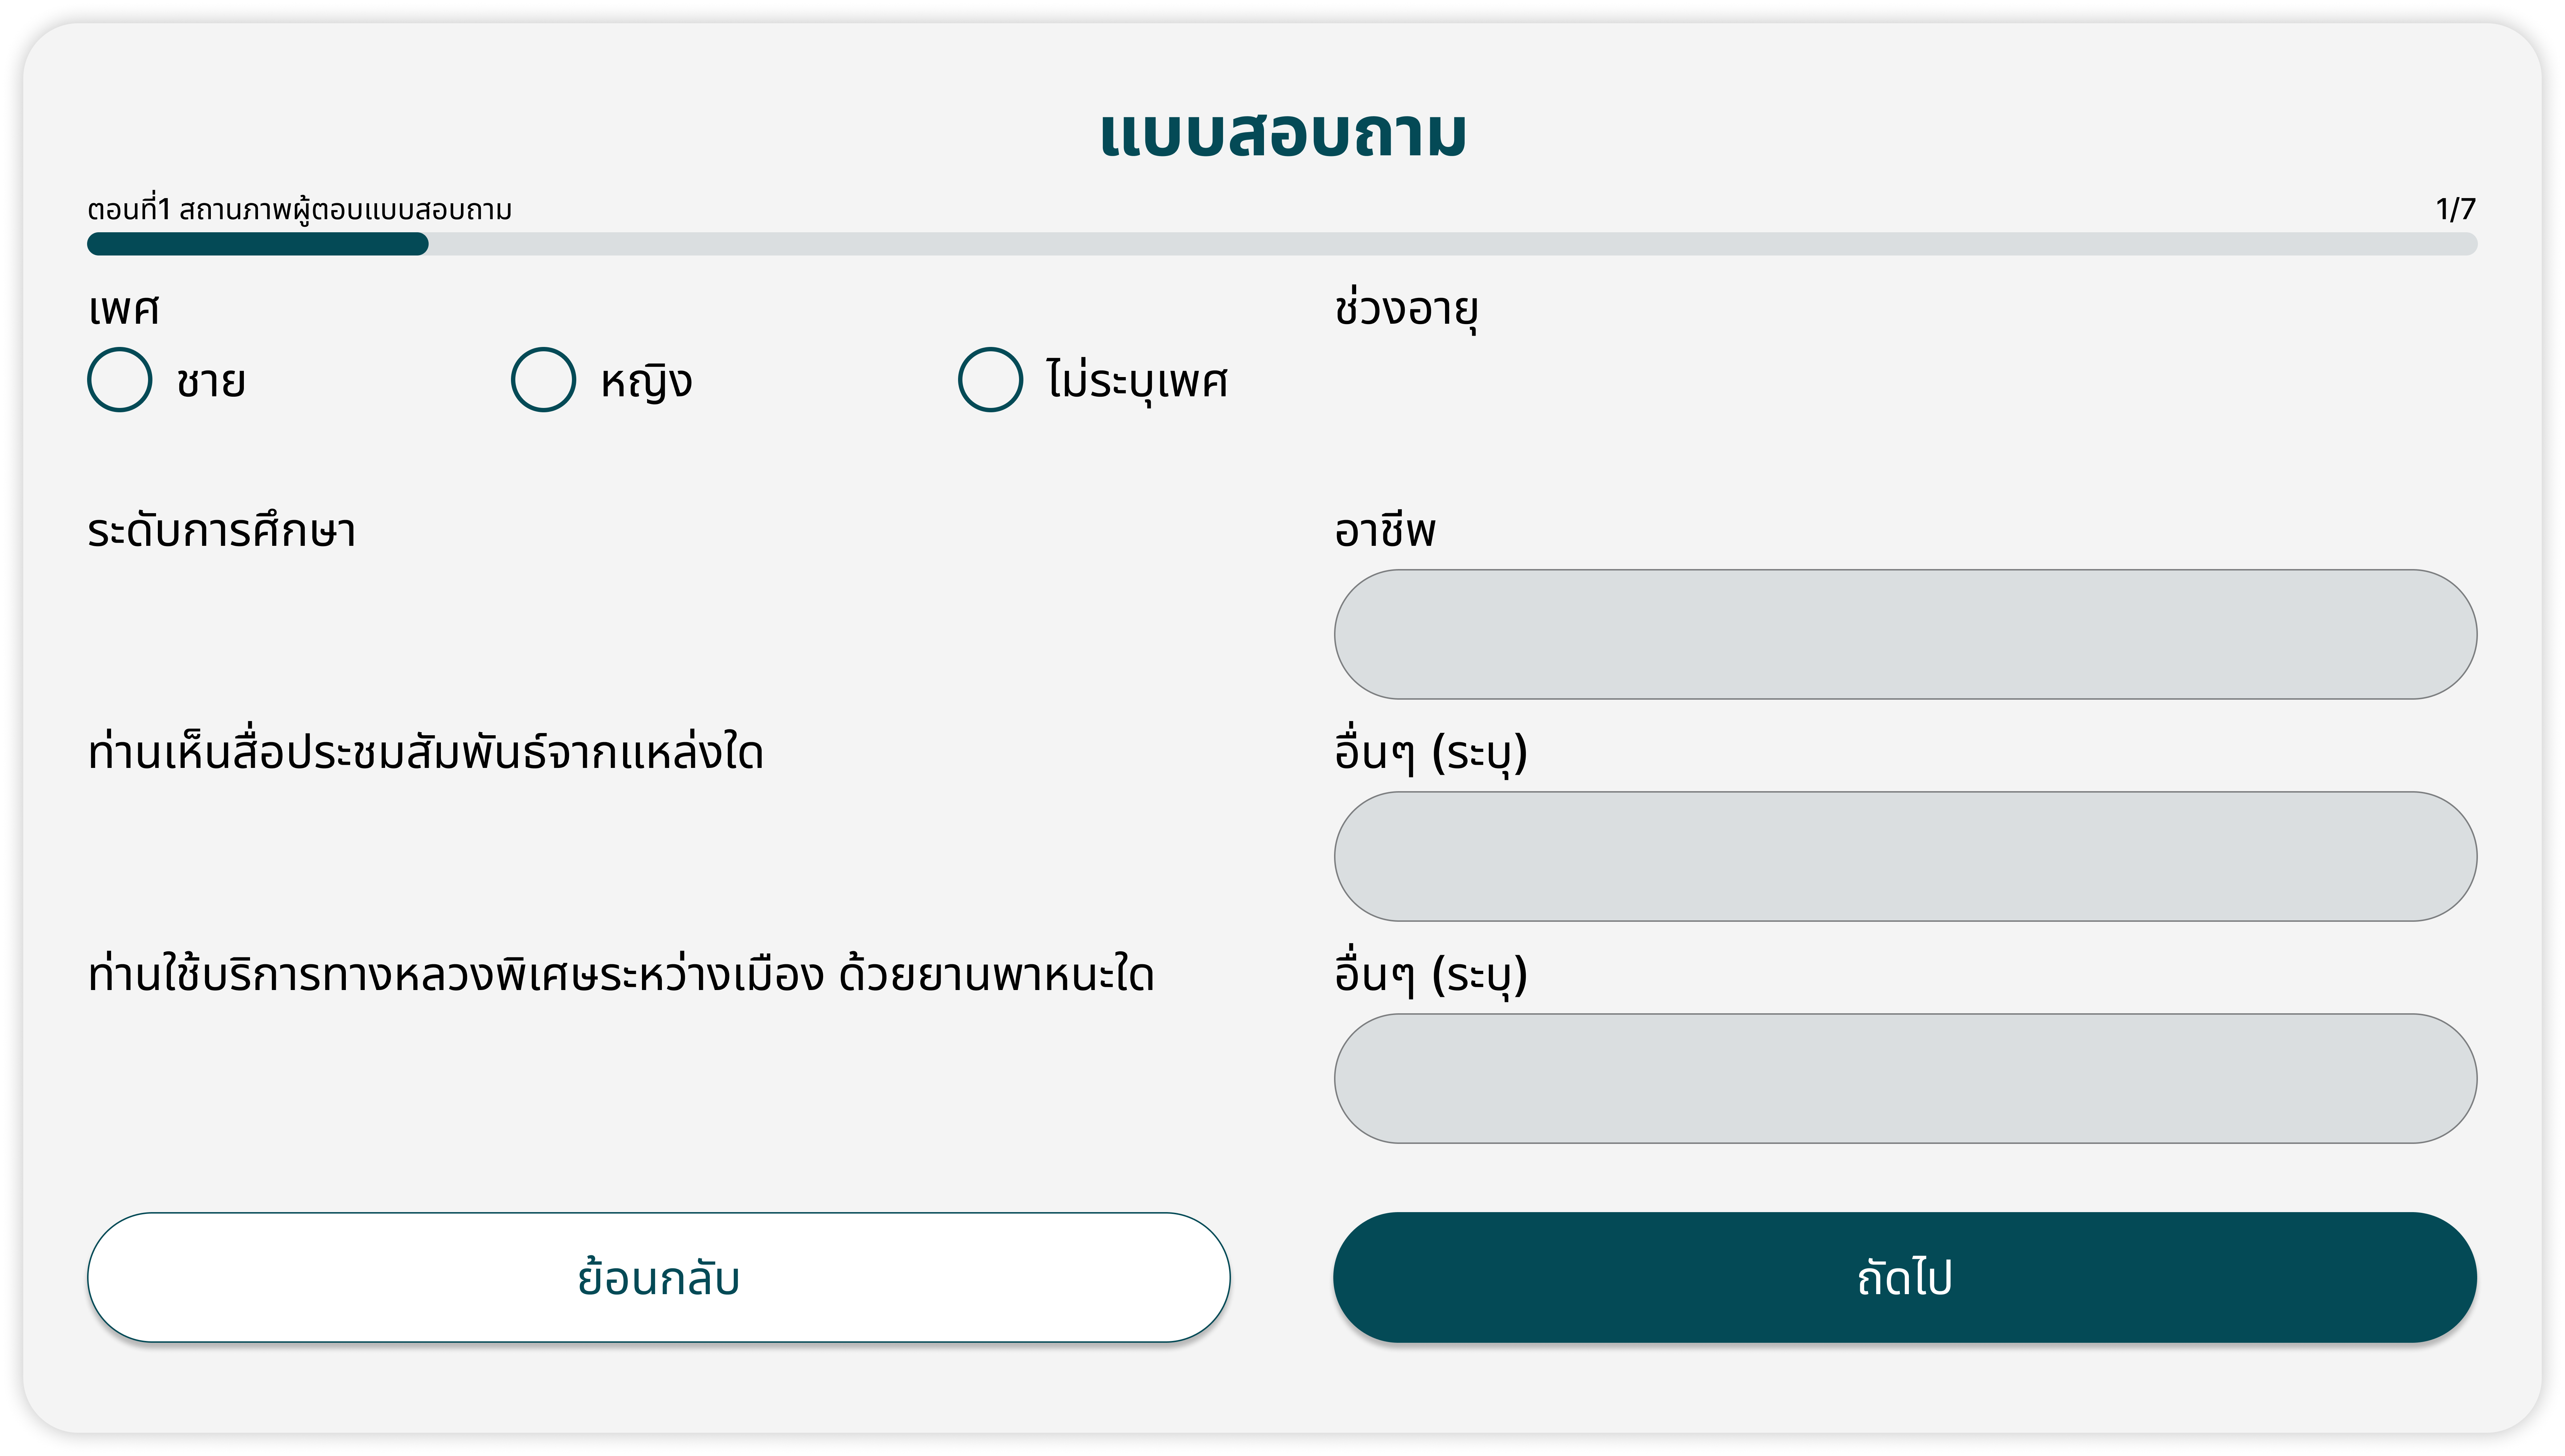 แบบสอบถาม
ตอนที่1 สถานภาพผู้ตอบแบบสอบถาม 1/7
เพศ ช่วงอายุ
ชาย หญิง ไม่ระบุเพศ
ระดับการศึกษา อาชีพ
ท่านเห็นสื่อประชมสัมพันธ์จากแหล่งใด อื่นๆ (ระบุ)
ท่านใช้บริการทางหลวงพิเศษระหว่างเมือง ด้วยยานพาหนะใด อื่นๆ (ระบุ)
ย้อนกลับ ถัดไป